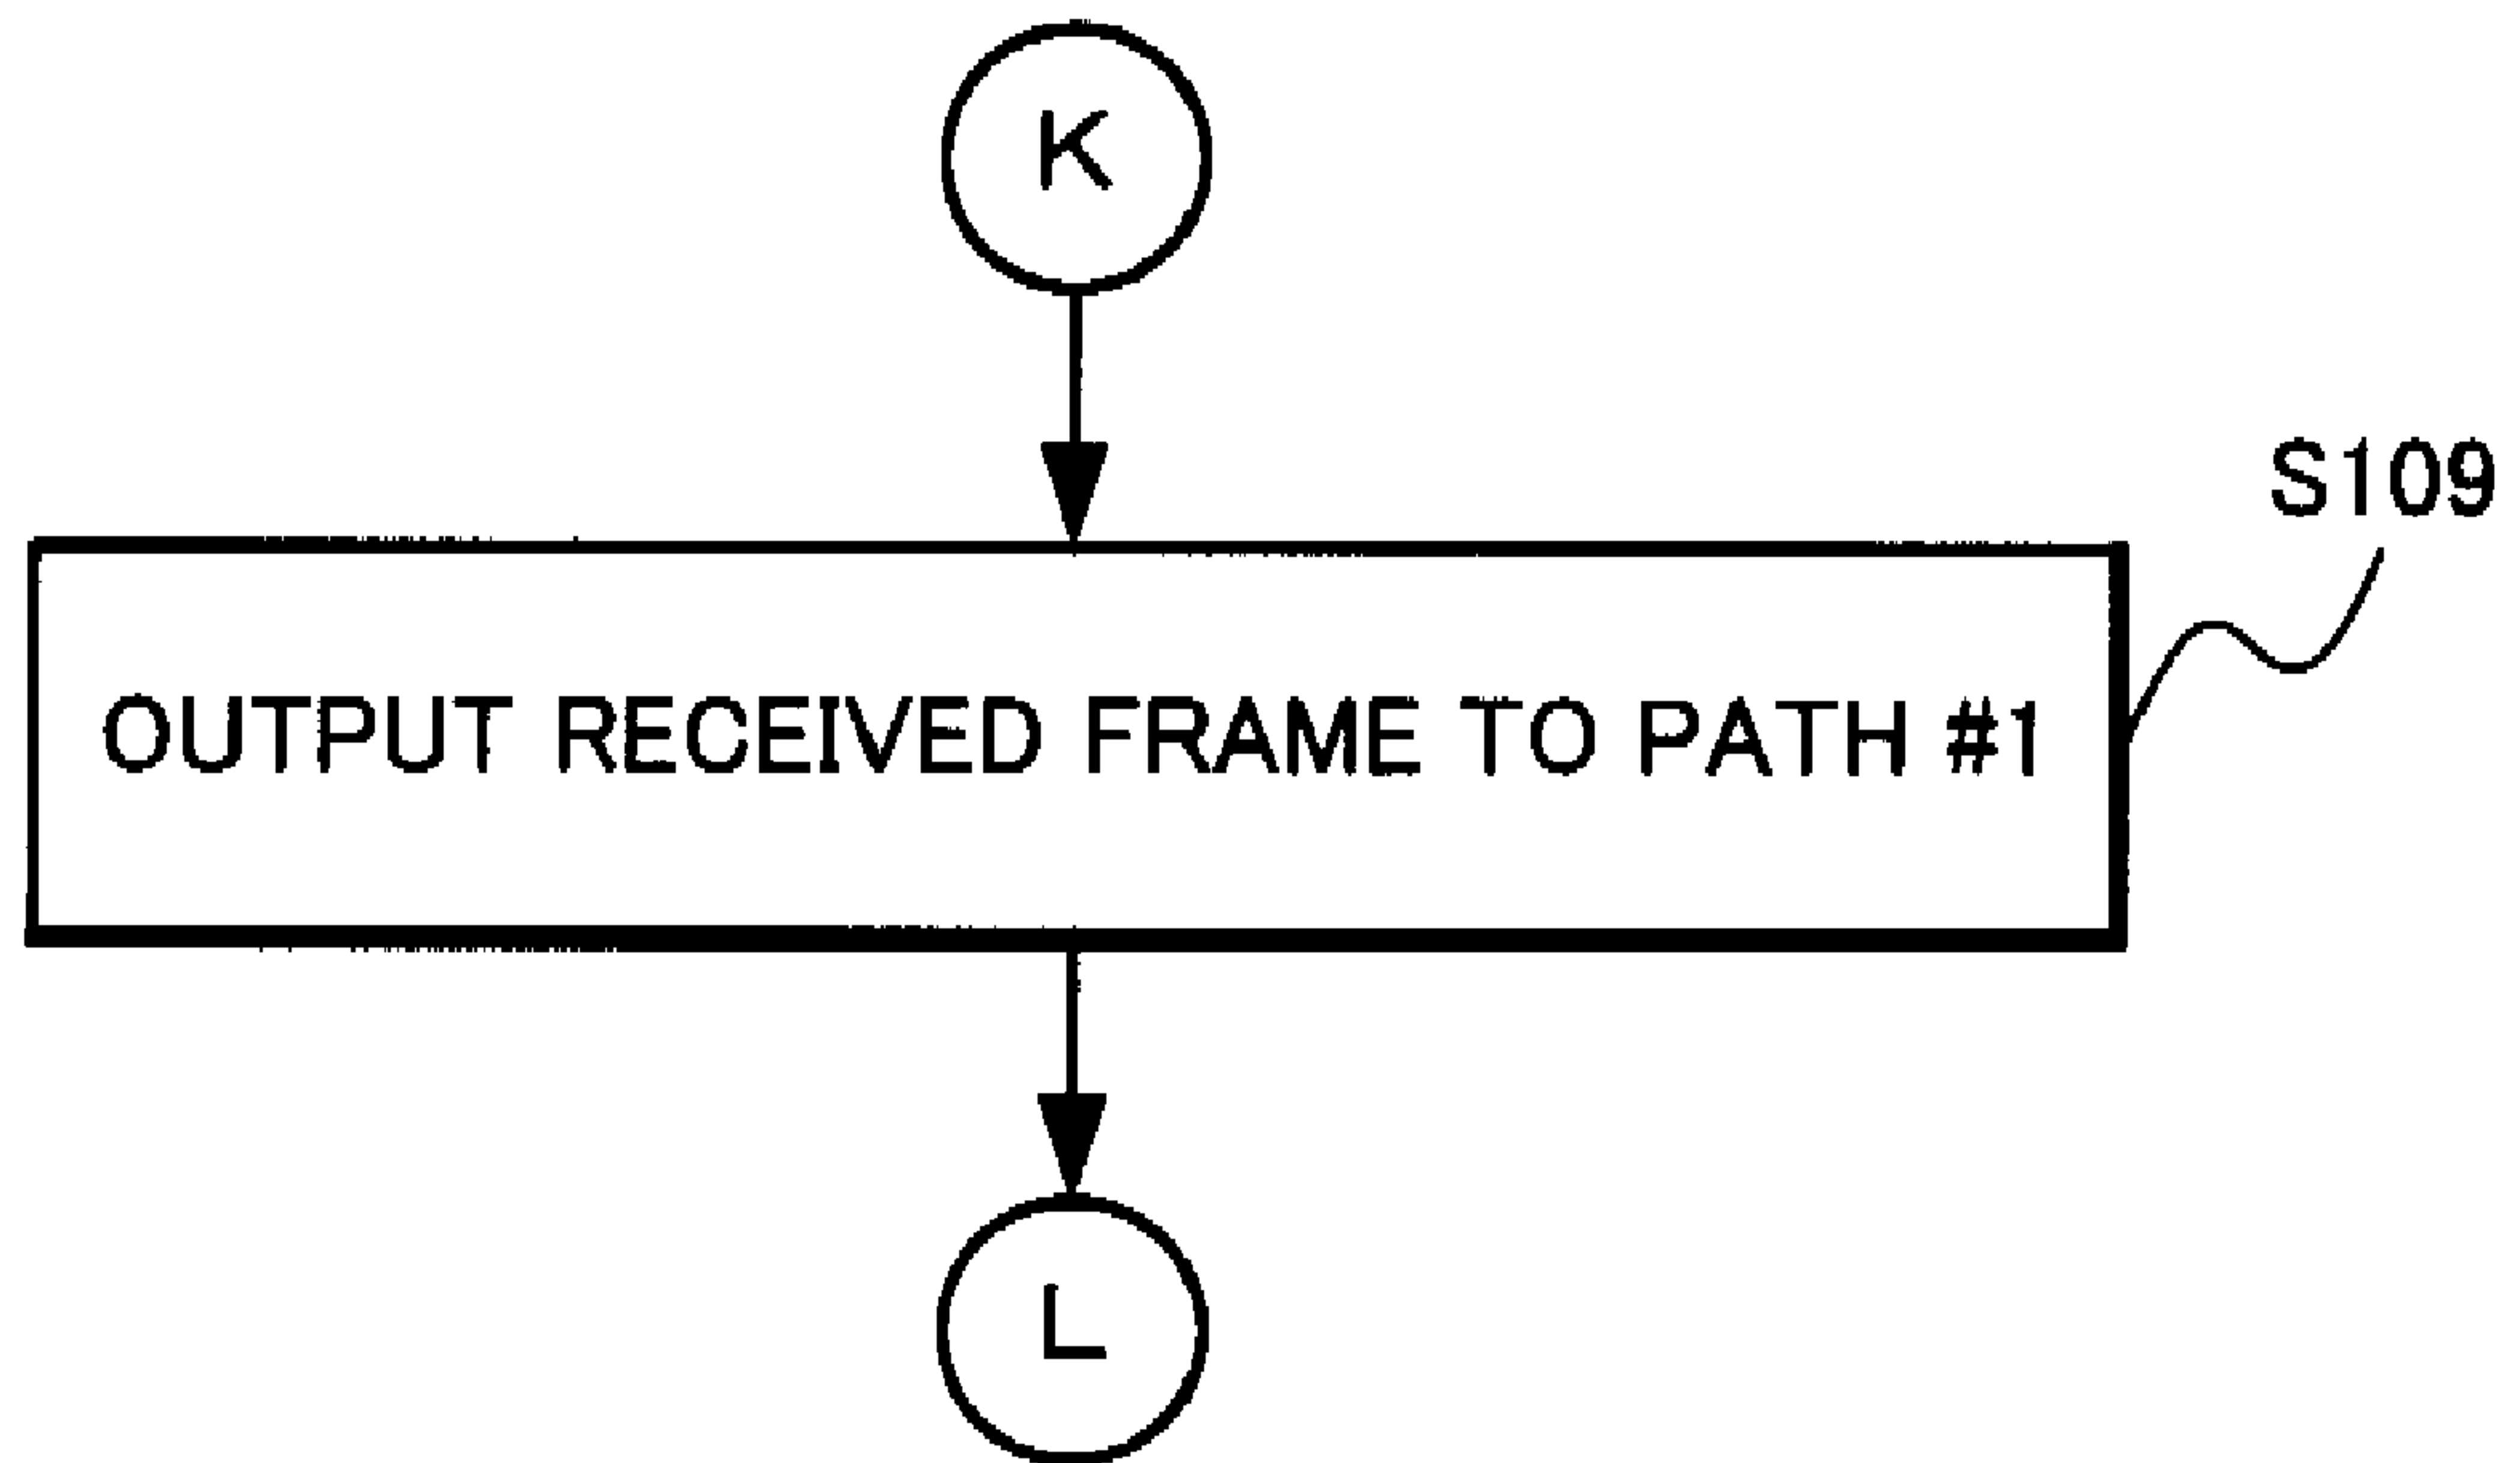 K
S109
OUTPUT RECEIVED FRAME TO PATH #1
L